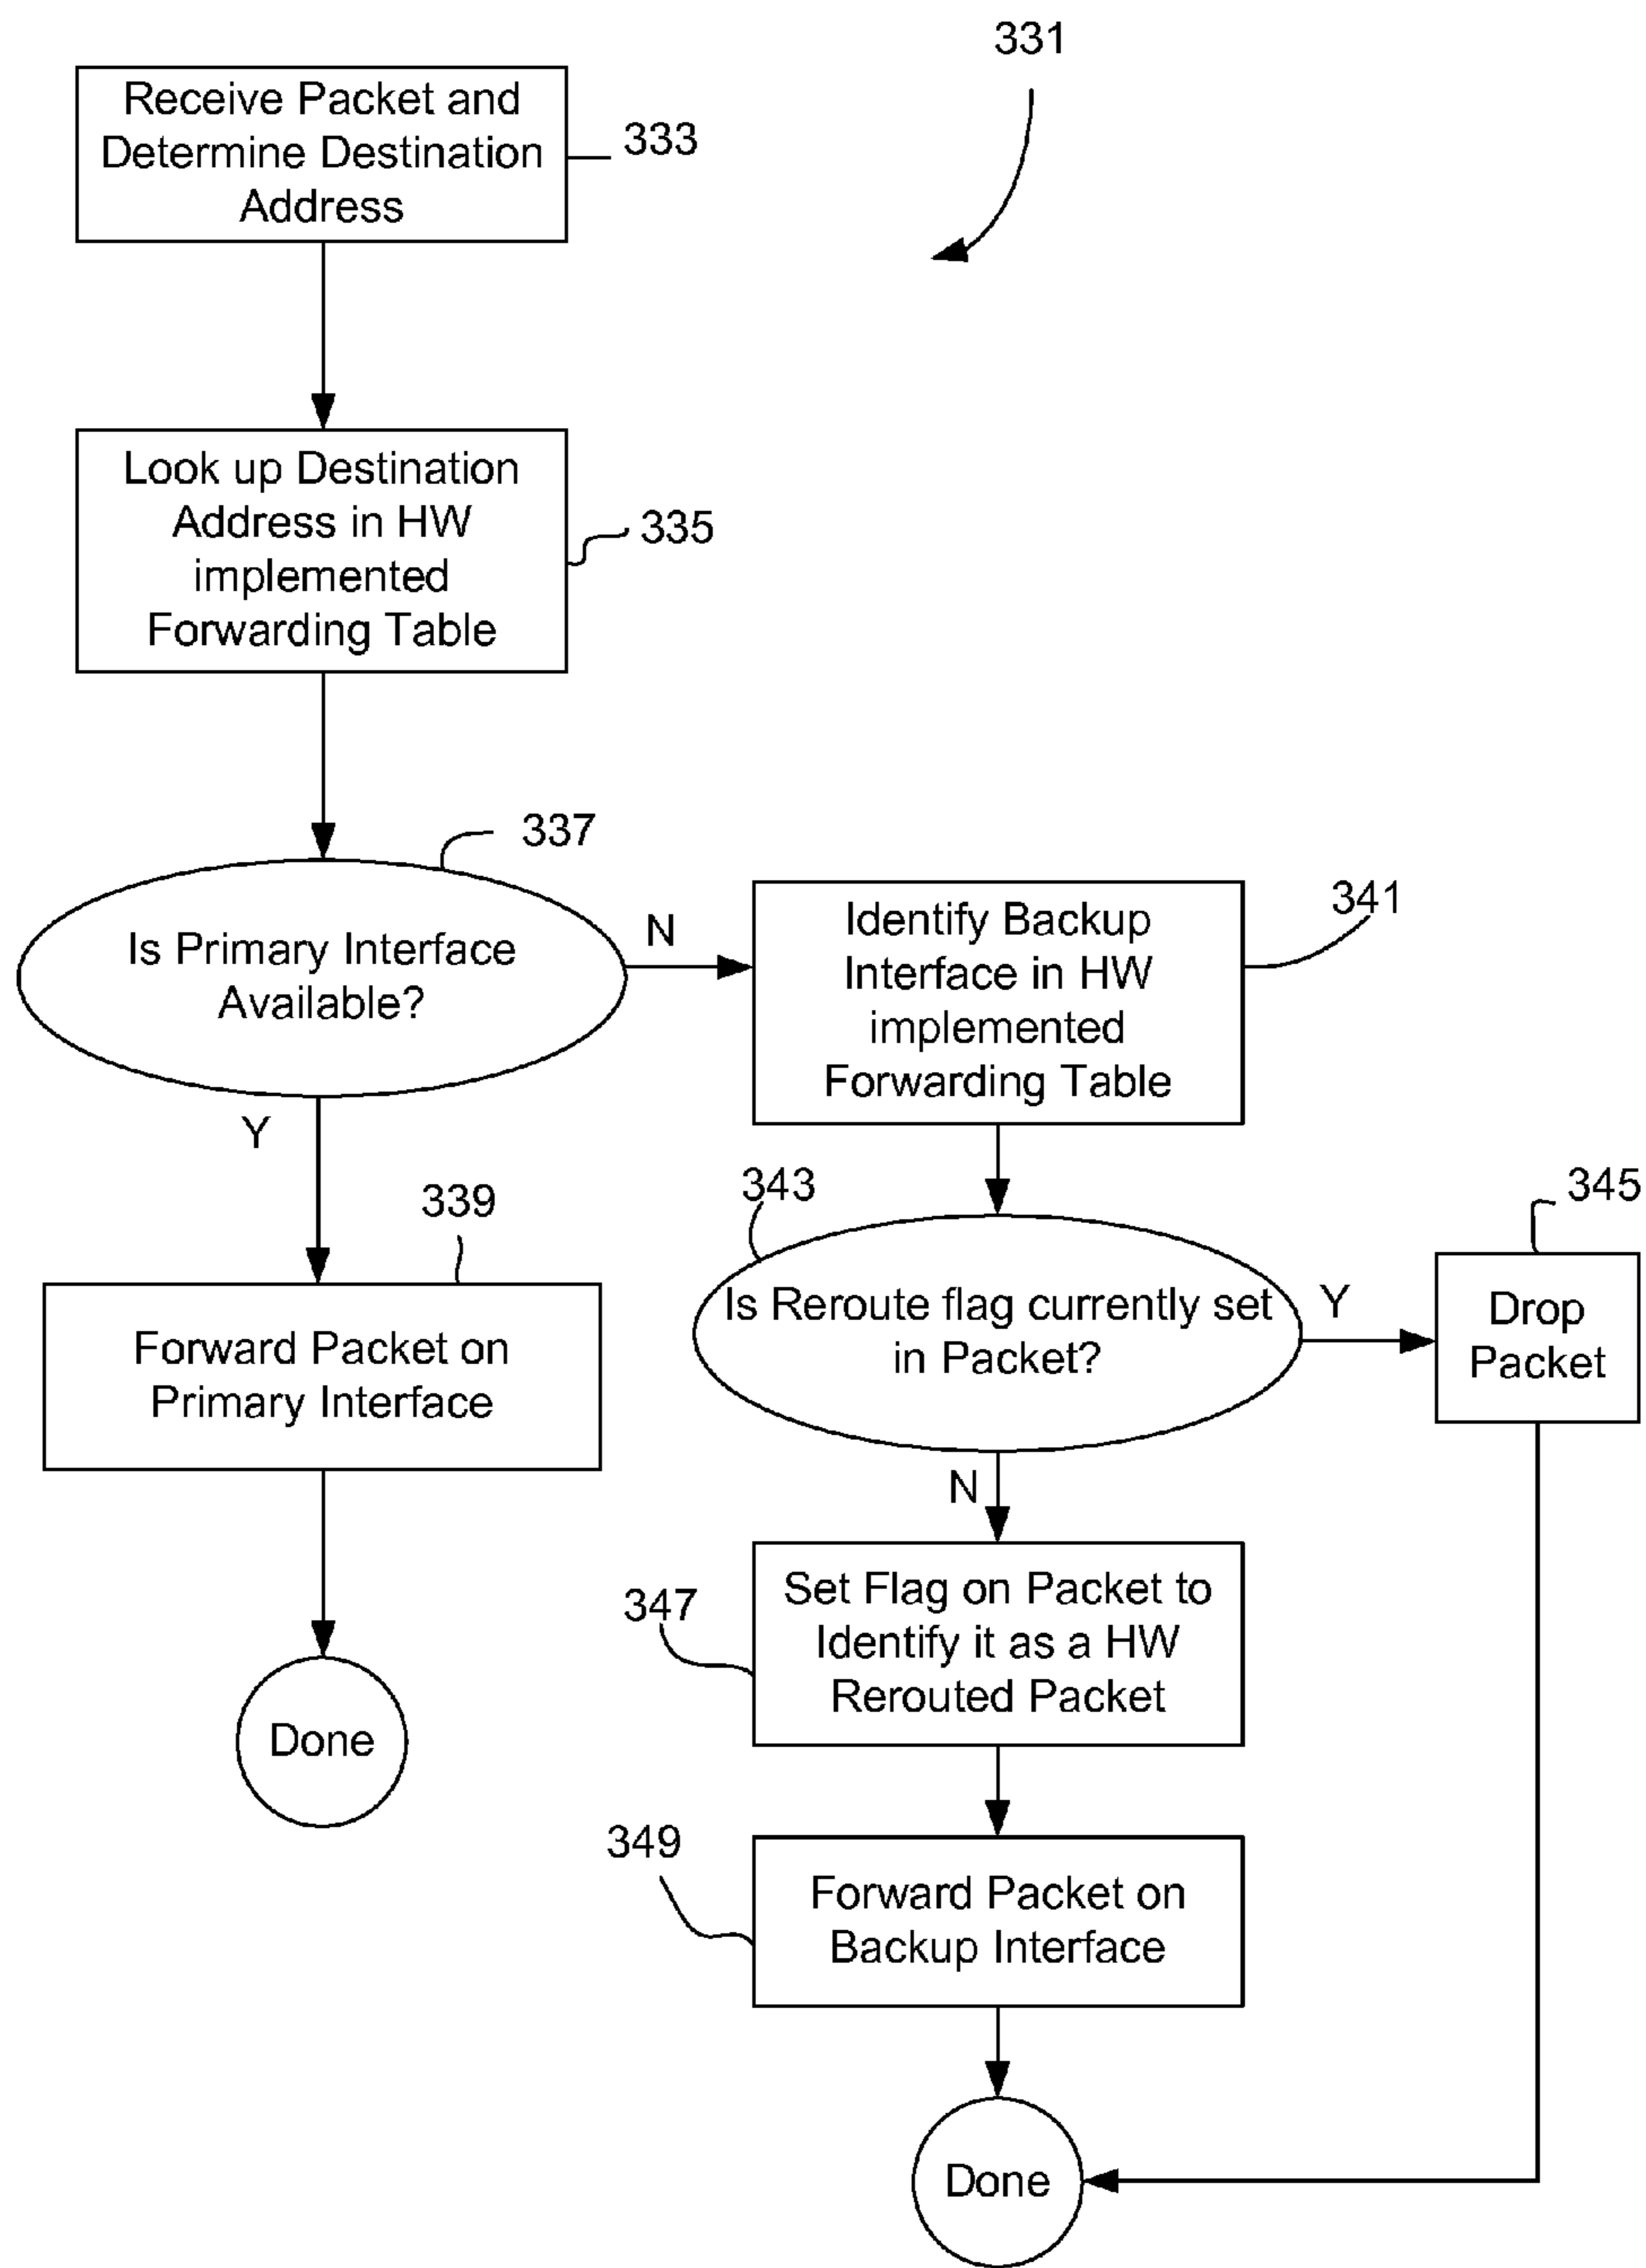 331
Receive Packet and
Determine Destination
Address
333
Look up Destination
Address in HW
implemented
Forwarding Table
335
337
Is Primary Interface
Available?
N
Y
Identify Backup
Interface in HW
implemented
Forwarding Table
341
339
Forward Packet on
Primary Interface
Done
343
Is Reroute flag currently set
in Packet?
Y
N
345
Drop
Packet
347
Set Flag on Packet to
Identify it as a HW
Rerouted Packet
349
Forward Packet on
Backup Interface
Done